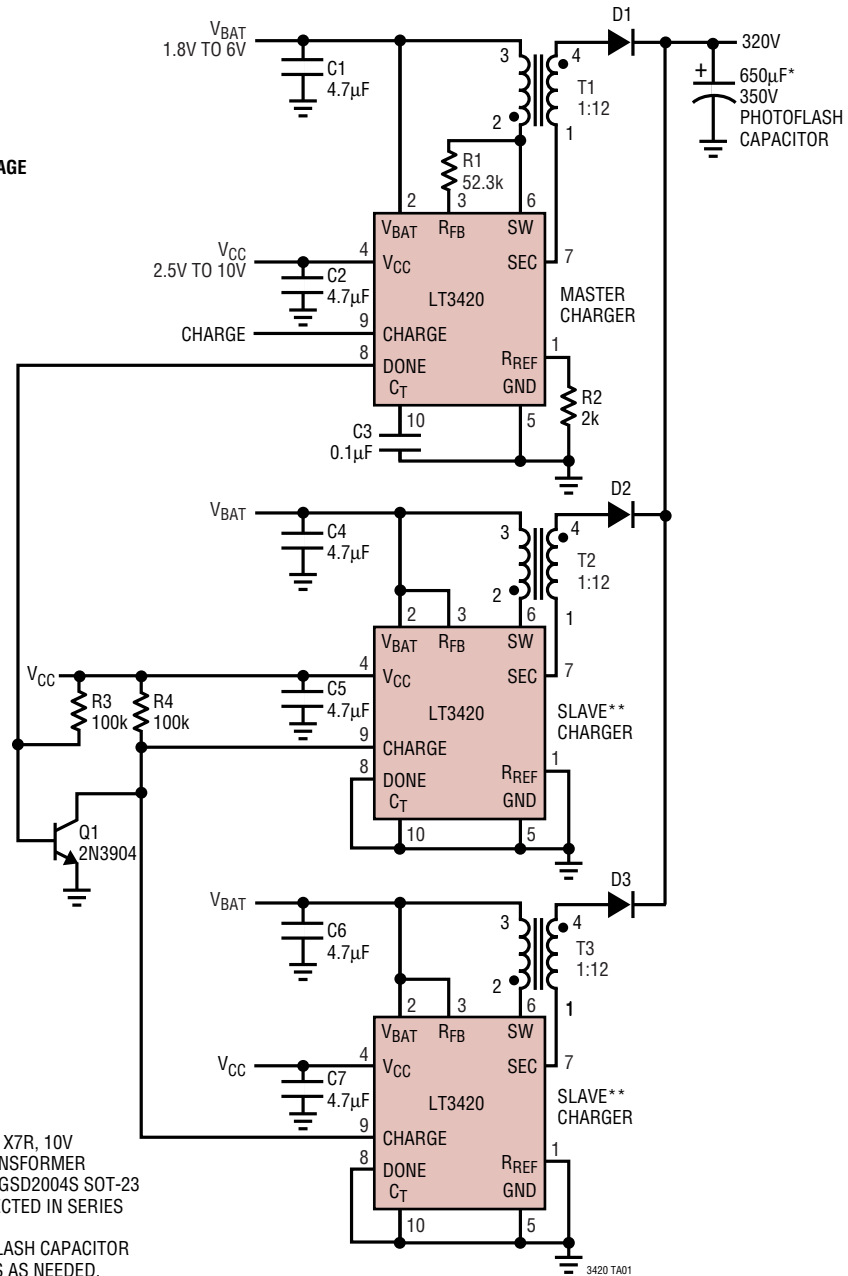 V_BAT
1.8V TO 6V
C1
4.7µF
3
2
4
1
T1
1:12
D1
320V
+
650µF*
350V
PHOTOFLASH
CAPACITOR
AGE
R1
52.3k
2
3
6
V_BAT
R_FB
SW
V_CC
2.5V TO 10V
4
V_CC
SEC
7
C2
4.7µF
LT3420
MASTER
CHARGER
CHARGE
9
CHARGE
8
DONE
C_T
R_REF
1
GND
R2
2k
10
5
C3
0.1µF
V_BAT
C4
4.7µF
3
2
4
1
T2
1:12
D2
2
3
6
V_BAT
R_FB
SW
V_CC
4
V_CC
SEC
7
R3
100k
R4
100k
C5
4.7µF
LT3420
SLAVE**
CHARGER
9
CHARGE
8
DONE
C_T
R_REF
1
GND
10
5
Q1
2N3904
V_BAT
C6
4.7µF
3
2
4
1
T3
1:12
D3
2
3
6
V_BAT
R_FB
SW
V_CC
4
V_CC
SEC
7
C7
4.7µF
LT3420
SLAVE**
CHARGER
9
CHARGE
8
DONE
C_T
R_REF
1
GND
10
5
X7R, 10V
NSFORMER
GSD2004S SOT-23
ECTED IN SERIES
LASH CAPACITOR
S AS NEEDED.
3420 TA01